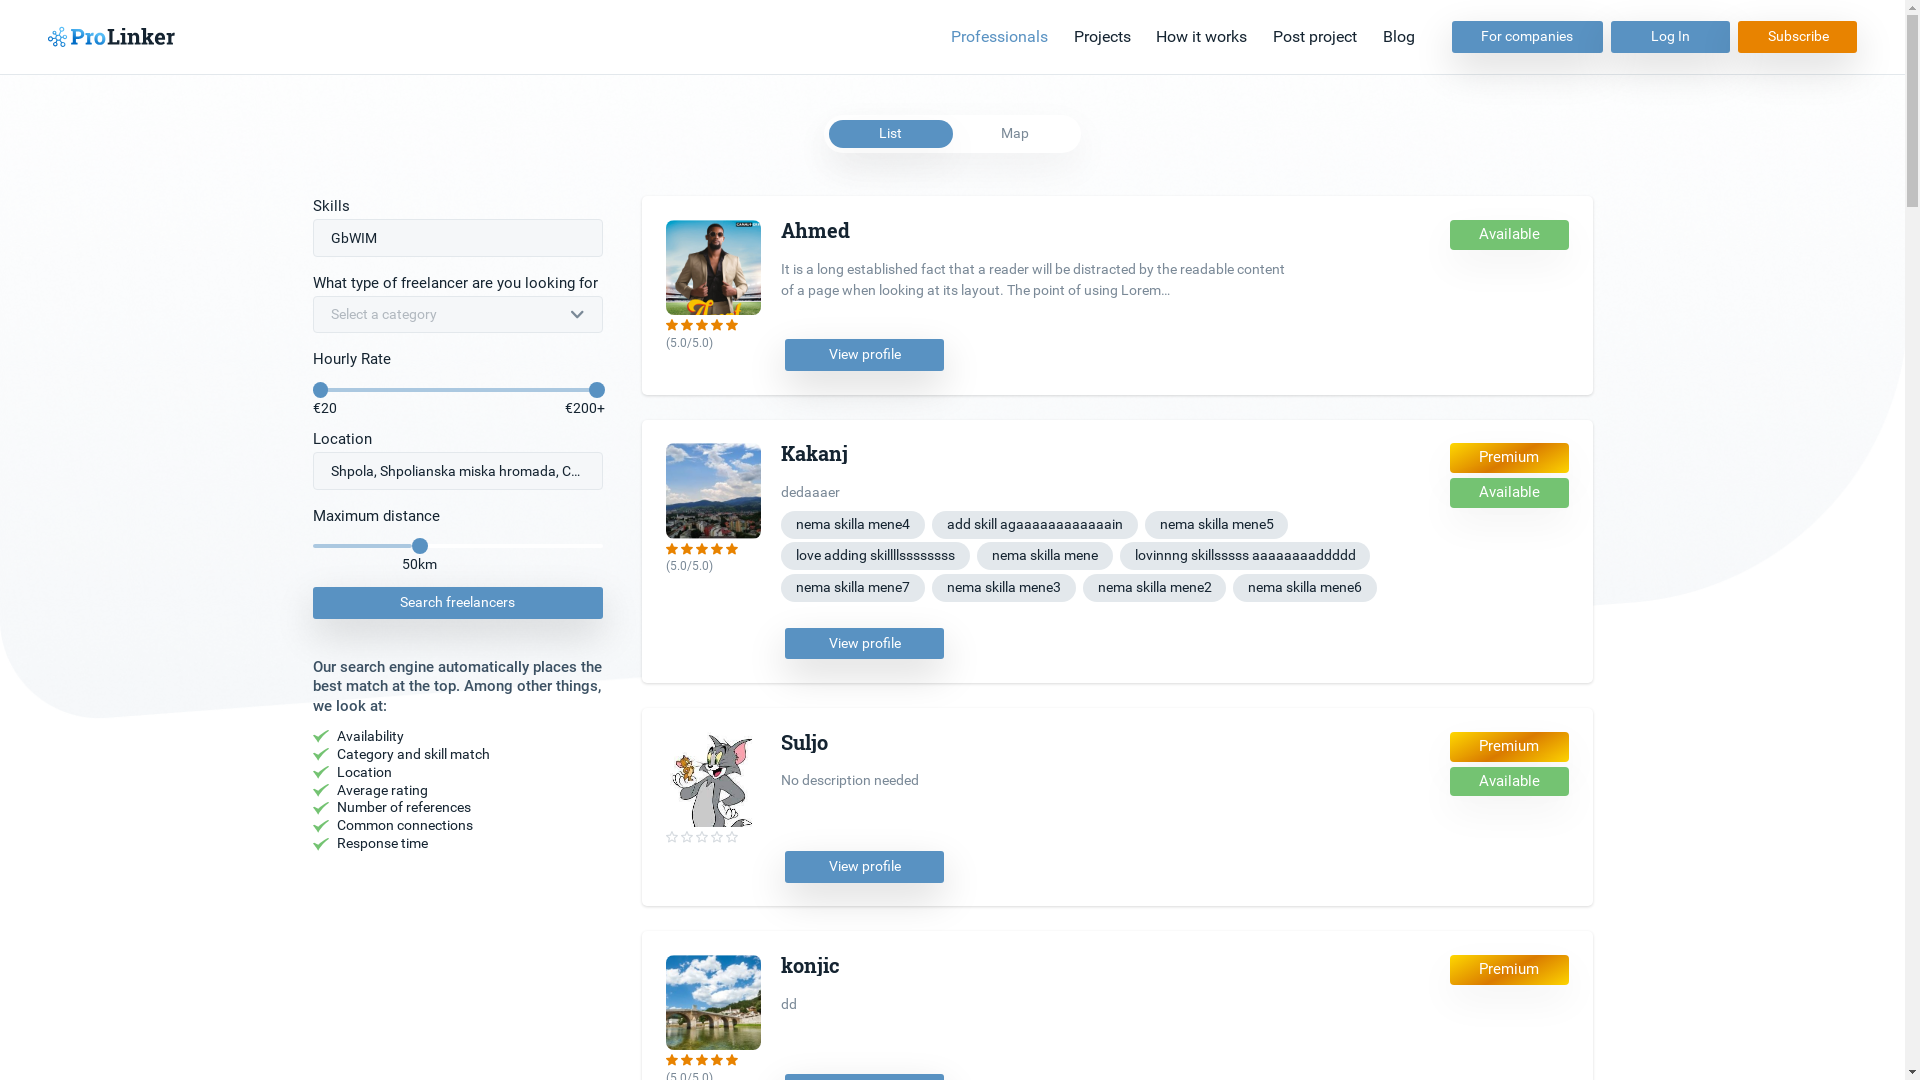 ProLinker
Professionals
Projects
How it works
Post project
Blog
For companies
Log In
Subscribe
List
Map
Skills
GbWIM
What type of freelancer are you looking for
Select a category
Hourly Rate
€20
€200+
Location
Shpola, Shpolianska miska hromada, C...
Maximum distance
50km
Search freelancers
Our search engine automatically places the
best match at the top. Among other things,
we look at:
Availability
Category and skill match
Location
Average rating
Number of references
Common connections
Response time
Ahmed
Available
It is a long established fact that a reader will be distracted by the readable content
of a page when looking at its layout. The point of using Lorem...
(5.0/5.0)
View profile
Kakanj
Premium
Available
dedaaaer
nema skilla mene4
add skill agaaaaaaaaaaain
nema skilla mene5
love adding skillllssssssss
nema skilla mene
lovinnng skillsssss aaaaaaaaddddd
nema skilla mene7
nema skilla mene3
nema skilla mene2
nema skilla mene6
(5.0/5.0)
View profile
Suljo
Premium
Available
No description needed
View profile
konjic
Premium
dd
(5.0/5.0)